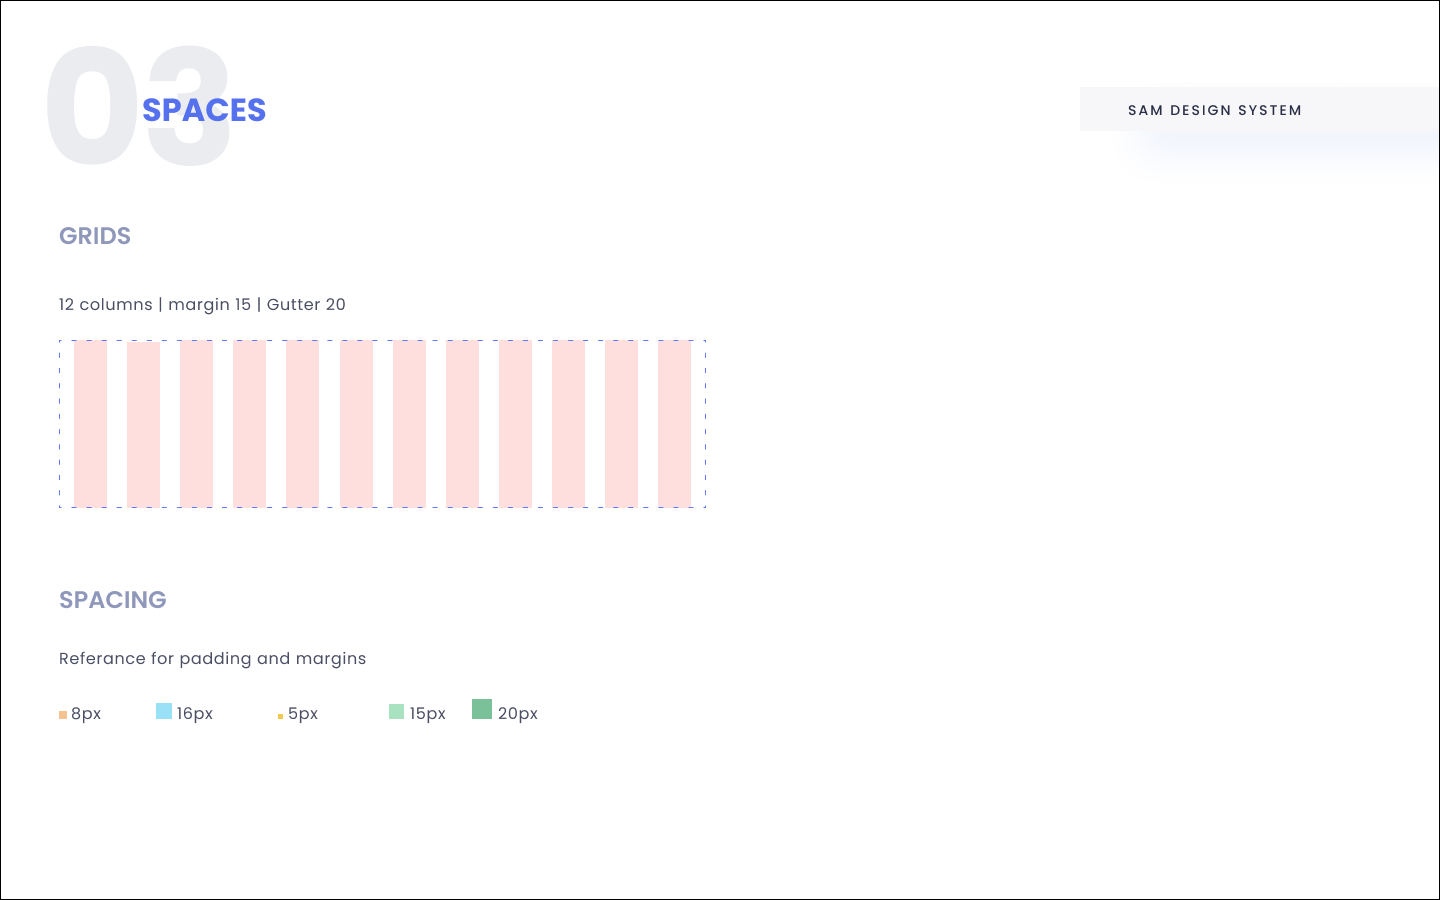 03
SPACES
SAM DESIGN SYSTEM
GRIDS
12 columns | margin 15 | Gutter 20
SPACING
Referance for padding and margins
8px 16px 5px 15px 20px